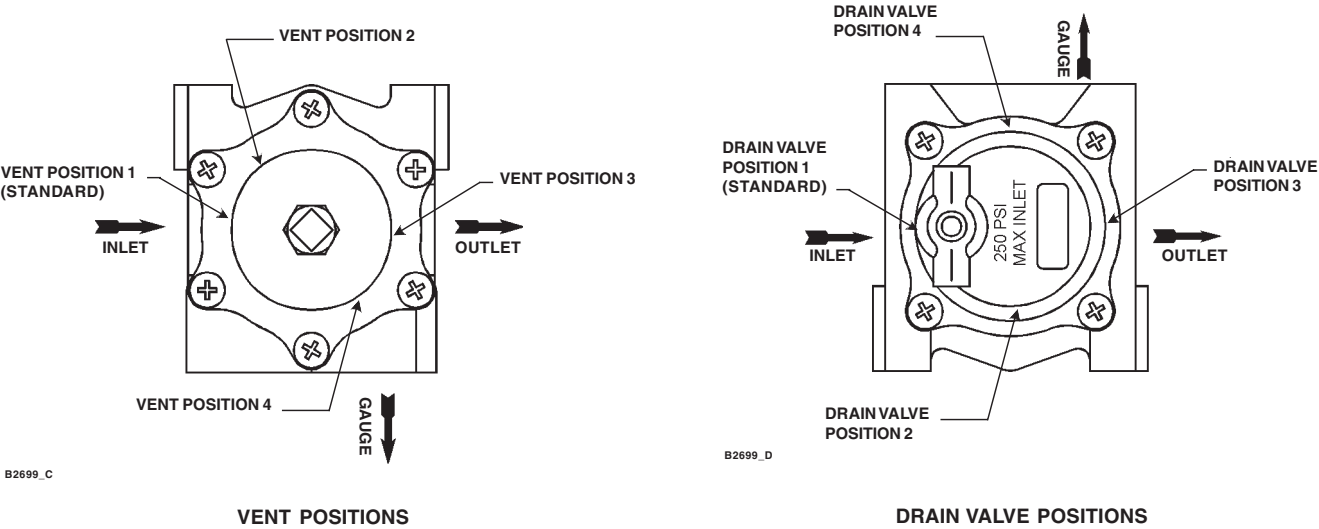 VENT POSITION 2
VENT POSITION 1
(STANDARD)
VENT POSITION 3
INLET
OUTLET
VENT POSITION 4
GAUGE
B2699_C
VENT POSITIONS
DRAIN VALVE
POSITION 4
GAUGE
DRAIN VALVE
POSITION 1
(STANDARD)
DRAIN VALVE
POSITION 3
250 PSI
MAX INLET
INLET
OUTLET
DRAIN VALVE
POSITION 2
B2699_D
DRAIN VALVE POSITIONS